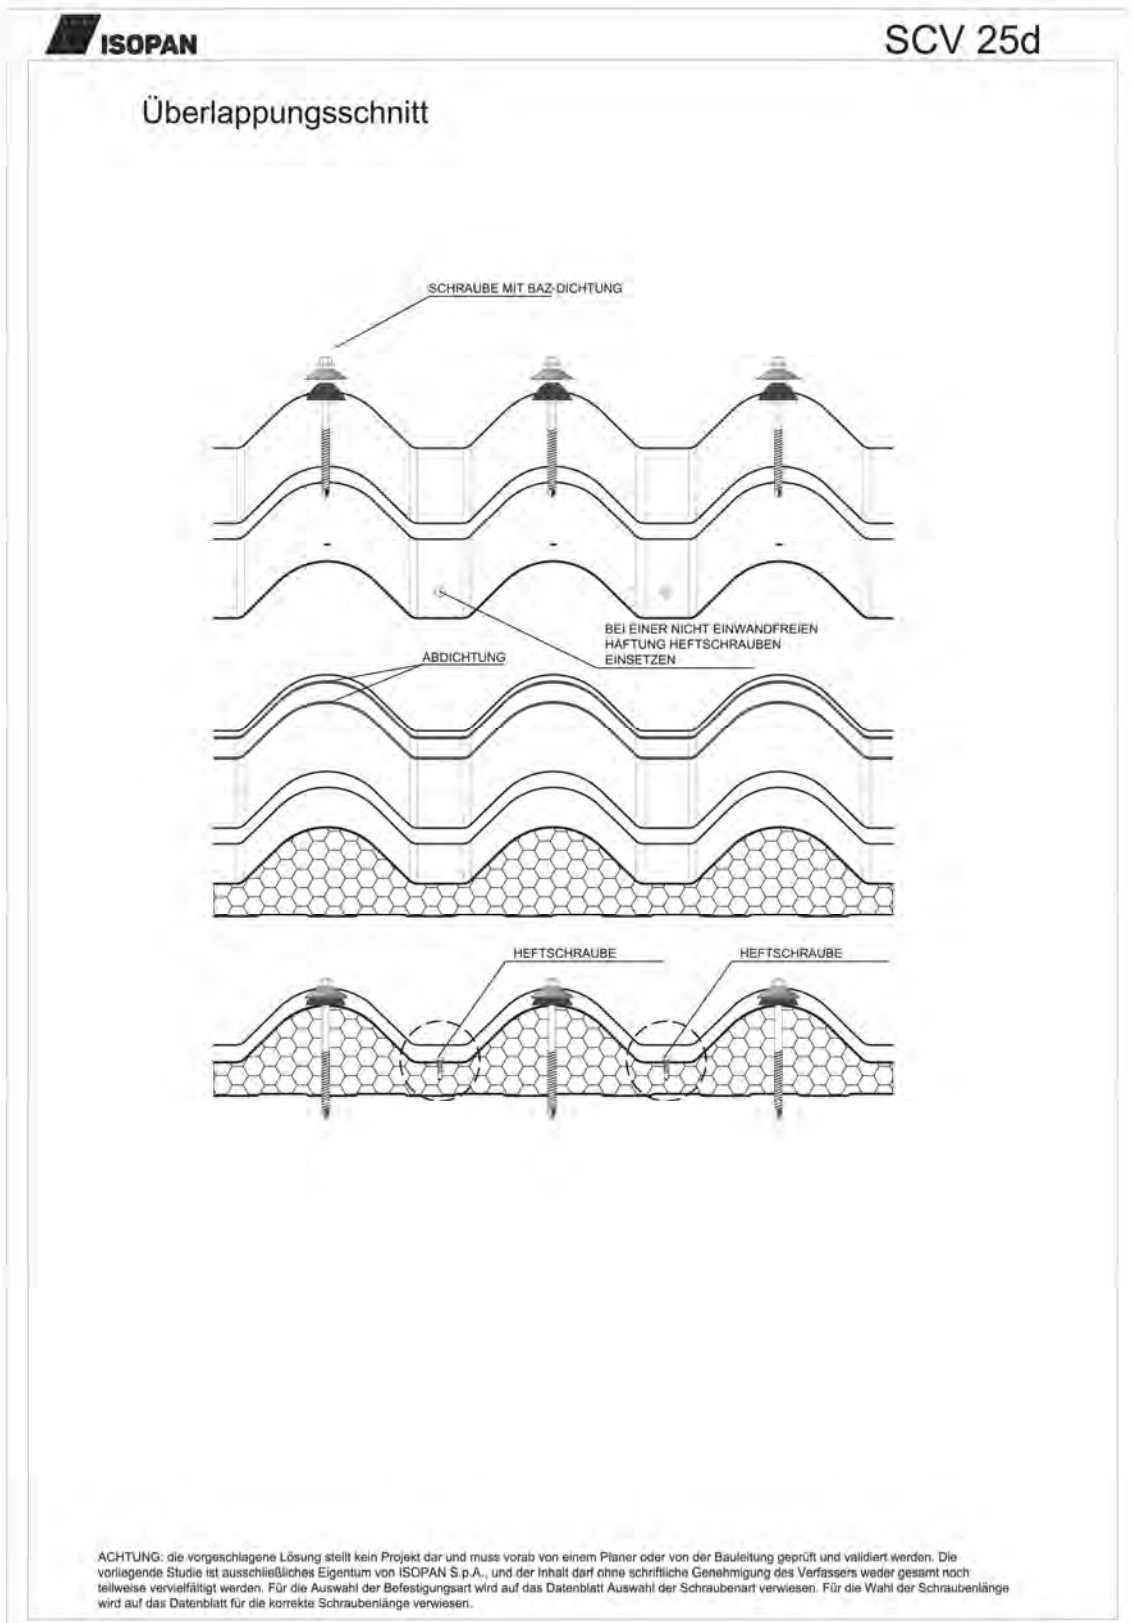 ISOPAN
SCV 25d
Überlappungsschnitt
SCHRAUBE MIT BAZ-DICHTUNG
BEI EINER NICHT EINWANDFREIEN
HAFTUNG HEFTSCHRAUBEN
EINSETZEN
ABDICHTUNG
HEFTSCHRAUBE
HEFTSCHRAUBE
ACHTUNG: die vorgeschlagene Lösung stellt kein Projekt dar und muss vorab von einem Planer oder von der Bauleitung geprüft und validiert werden. Die
vorliegende Studie ist ausschließliches Eigentum von ISOPAN S.p.A., und der Inhalt darf ohne schriftliche Genehmigung des Verfassers weder gesamt noch
teilweise vervielfältigt werden. Für die Auswahl der Befestigungsart wird auf das Datenblatt Auswahl der Schraubenart verwiesen. Für die Wahl der Schraubenlänge
wird auf das Datenblatt für die korrekte Schraubenlänge verwiesen.